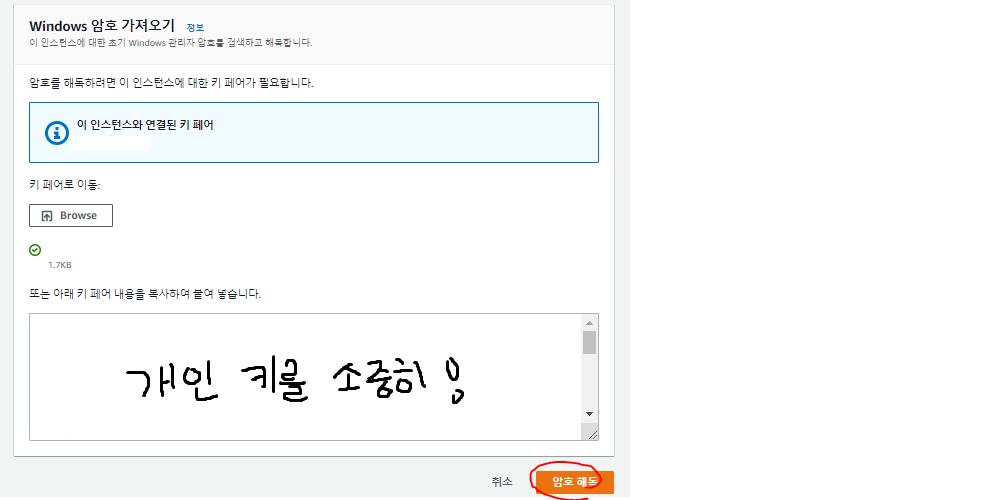 Windows 암호 가져오기 정보
이 인스턴스에 대한 초기 Windows 관리자 암호를 검색하고 해독합니다.
암호를 해독하려면 이 인스턴스에 대한 키 페어가 필요합니다.
이 인스턴스와 연결된 키 페어
키 페어로 이동:
Browse
1.7KB
또는 아래 키 페어 내용을 복사하여 붙여 넣습니다.
개인 키를 소중히
취소 암호 해독